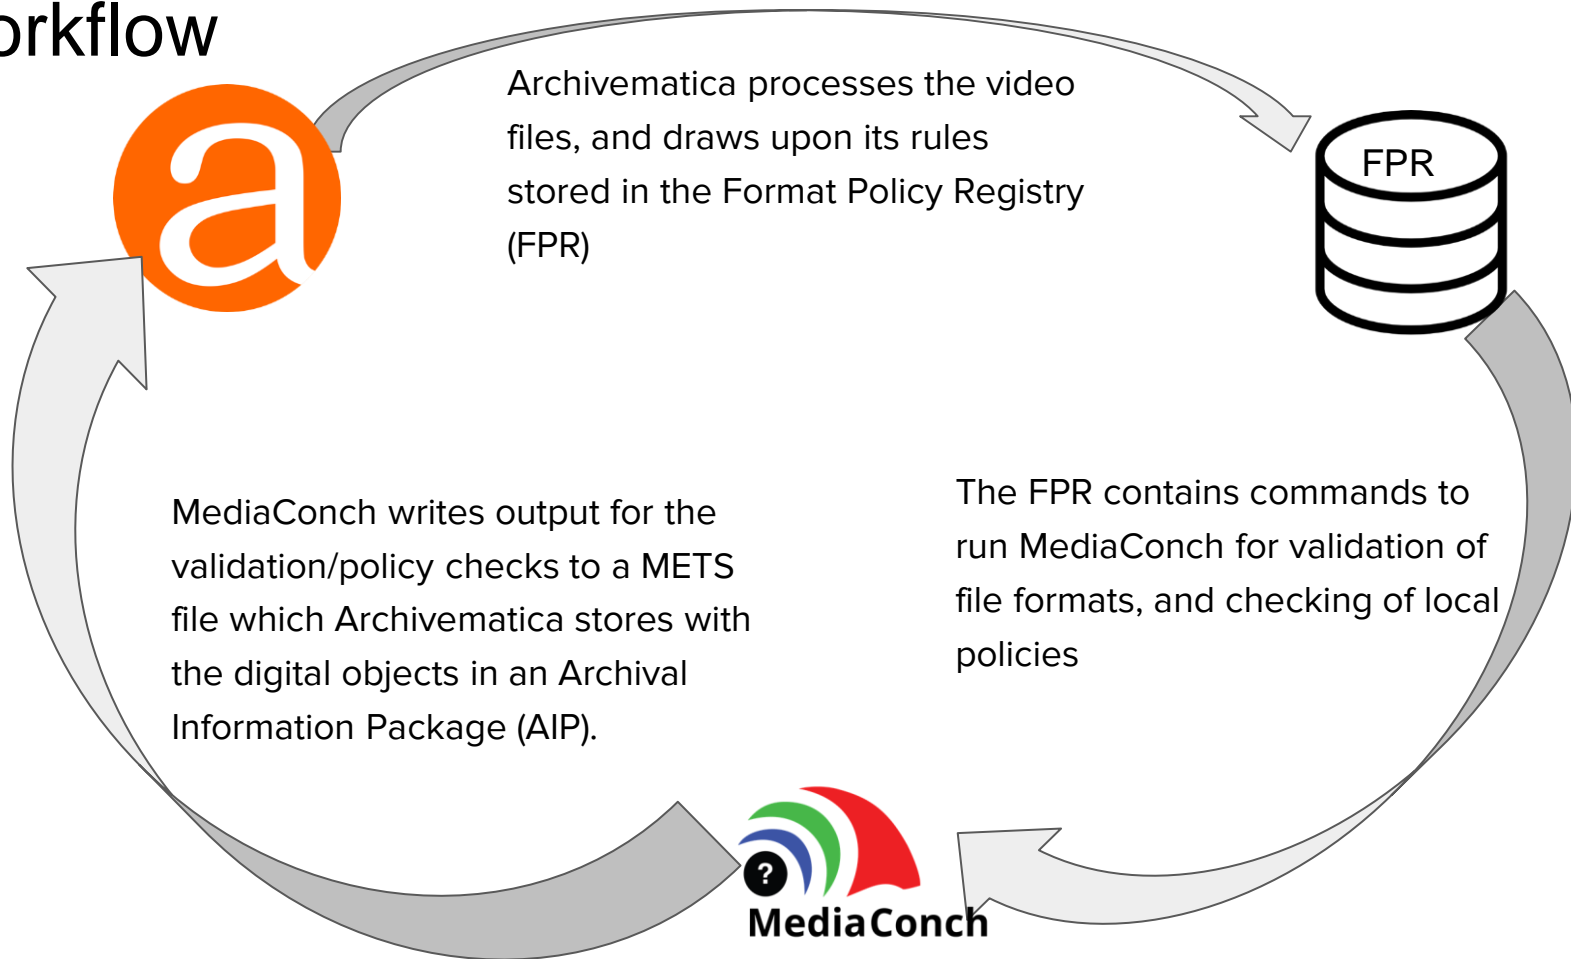 orkflow
Archivematica processes the video
files, and draws upon its rules
stored in the Format Policy Registry
(FPR)
FPR
The FPR contains commands to
run MediaConch for validation of
file formats, and checking of local
policies
MediaConch writes output for the
validation/policy checks to a METS
file which Archivematica stores with
the digital objects in an Archival
Information Package (AIP).
a
?
MediaConch